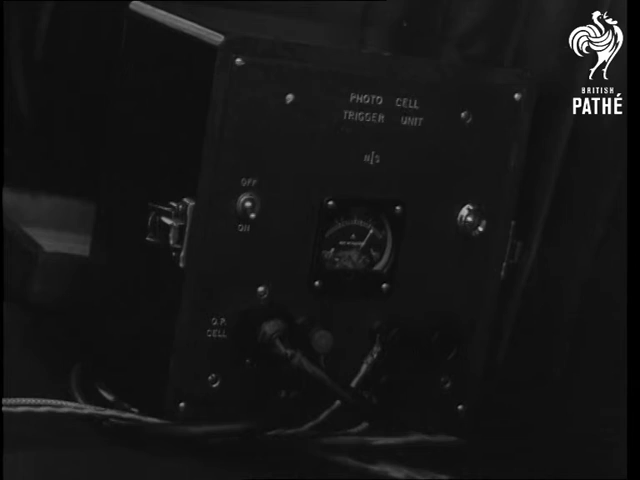 BRITISH
PATHÉ
PHOTO CELL
TRIGGER UNIT
OFF
ON
O.P.
CELL